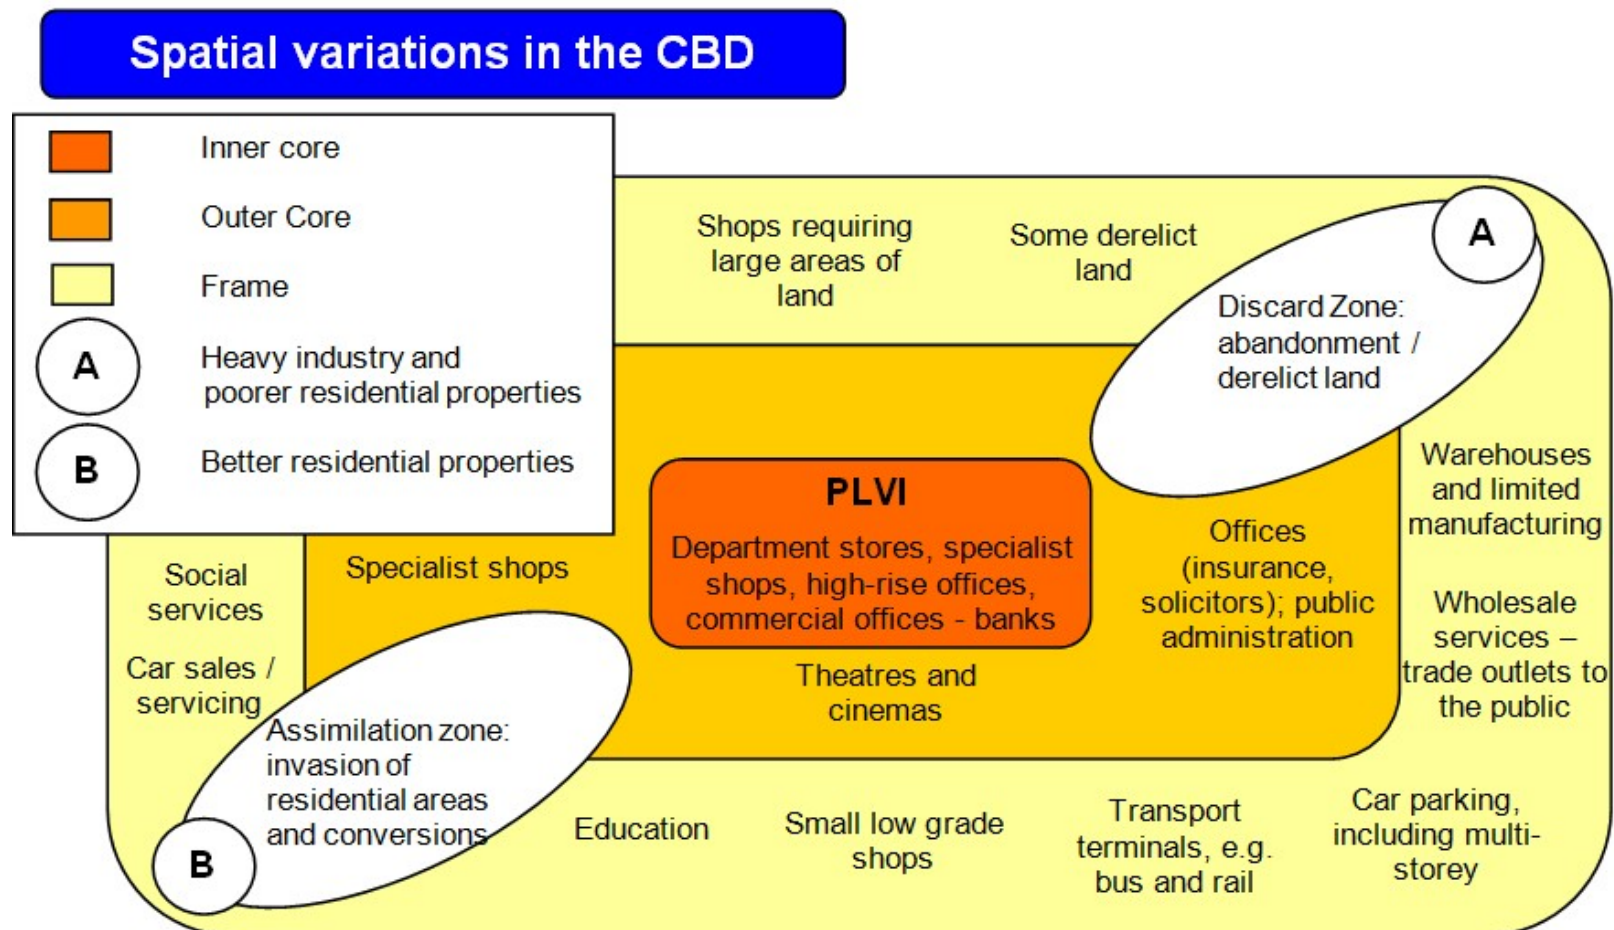 Spatial variations in the CBD
Inner core
Outer Core
Frame
A
Heavy industry and
poorer residential properties
B
Better residential properties
Shops requiring
large areas of
land
Some derelict
land
A
Discard Zone:
abandonment /
derelict land
Warehouses
and limited
manufacturing
PLVI
Department stores, specialist
shops, high-rise offices,
commercial offices - banks
Offices
(insurance,
solicitors); public
administration
Social
services
Specialist shops
Wholesale
services –
trade outlets to
the public
Car sales /
servicing
Theatres and
cinemas
Assimilation zone:
invasion of
residential areas
and conversions
B
Education
Small low grade
shops
Transport
terminals, e.g.
bus and rail
Car parking,
including multi-
storey